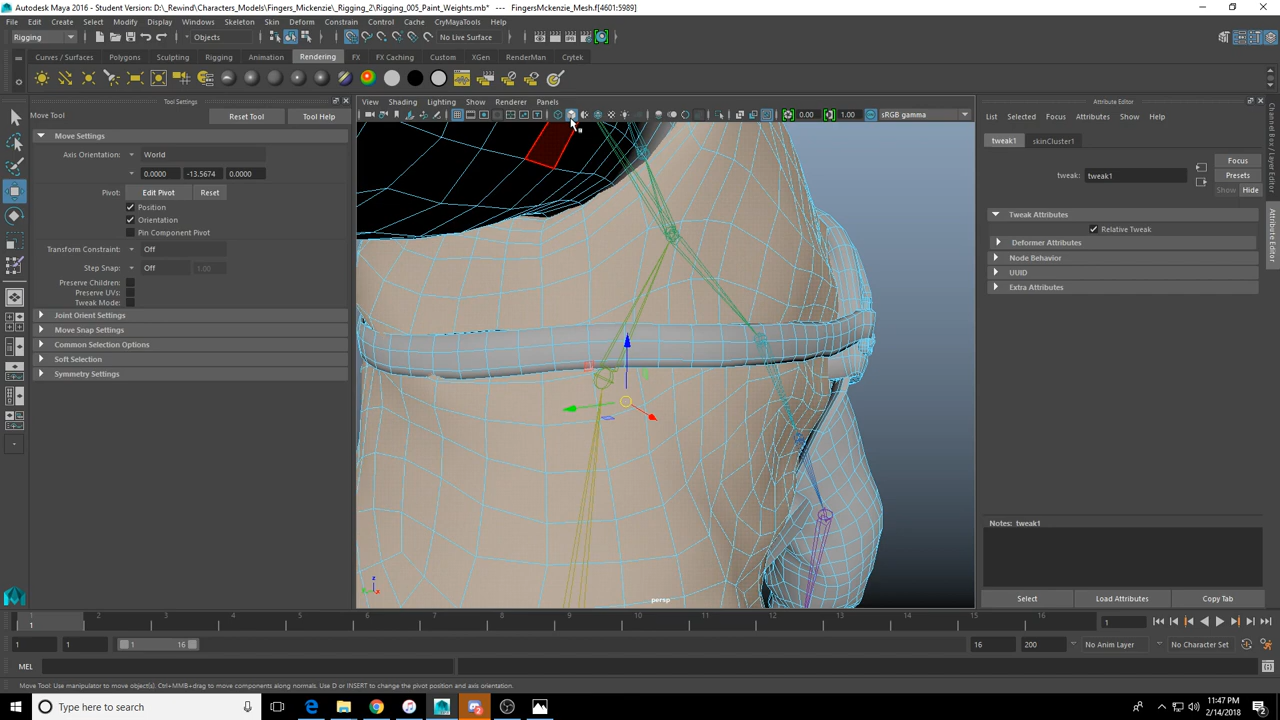 Autodesk Maya 2016 - Student Version: D:\_Rewind\Characters_Models\Fingers_Mickenzie\_Rigging_2\Rigging_005_Paint_Weights.mb* --- FingersMckenzie_Mesh.f[4601:5989]
File Edit Create Select Modify Display Windows Skeleton Skin Deform Constrain Control Cache CryMayaTools Help
Rigging Objects No Live Surface
Curves / Surfaces Polygons Sculpting Rigging Animation Rendering FX FX Caching Custom XGen RenderMan Crytek
Tool Settings
Move Tool Reset Tool Tool Help
Move Settings
Axis Orientation: World
0.0000 -13.5674 0.0000
Pivot: Edit Pivot Reset
Position
Orientation
Pin Component Pivot
Transform Constraint: Off
Step Snap: Off 1.00
Preserve Children:
Preserve UVs:
Tweak Mode:
Joint Orient Settings
Move Snap Settings
Common Selection Options
Soft Selection
Symmetry Settings
View Shading Lighting Show Renderer Panels
0.00 1.00 sRGB gamma
persp
Attribute Editor
List Selected Focus Attributes Show Help
tweak1 skinCluster1
Focus
tweak: tweak1 Presets
Show Hide
Tweak Attributes
Relative Tweak
Deformer Attributes
Node Behavior
UUID
Extra Attributes
Notes: tweak1
Select Load Attributes Copy Tab
Channel Box / Layer Editor
Attribute Editor
1 2 3 4 5 6 7 8 9 10 11 12 13 14 15 16
1 1
1 1 1 16 16 200 No Anim Layer No Character Set
MEL
Move Tool: Use manipulator to move object(s). Ctrl+MMB+drag to move components along normals. Use D or INSERT to change the pivot position and axis orientation.
Type here to search
11:47 PM
2/14/2018
2